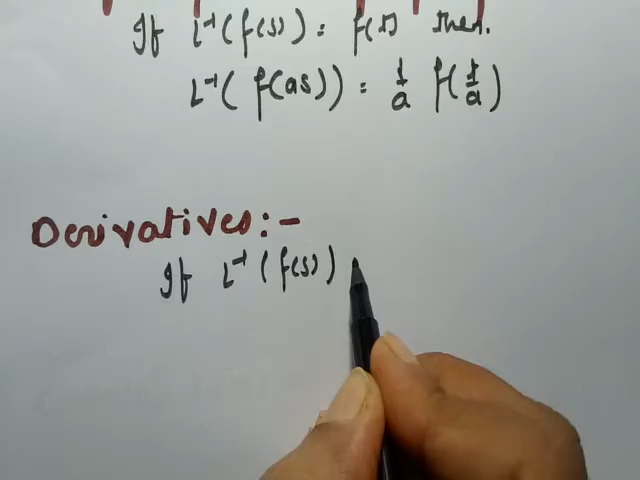 If L⁻¹(f(s)) = f(t) then.
L⁻¹( f(as)) = 1/a f(t/a)
Derivatives:-
If L⁻¹ (f(s))